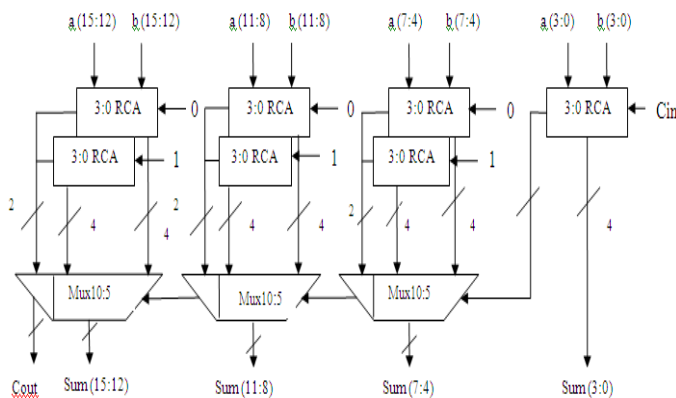 a(15:12) b(15:12) a(11:8) b(11:8) a(7:4) b(7:4) a(3:0) b(3:0)
3:0 RCA 0 3:0 RCA 0 3:0 RCA 0 3:0 RCA Cin
3:0 RCA 1 3:0 RCA 1 3:0 RCA 1
2 4 4 2 4 4 2 4 4 4
Mux10:5 Mux10:5 Mux10:5
Cout Sum(15:12) Sum(11:8) Sum(7:4) Sum(3:0)